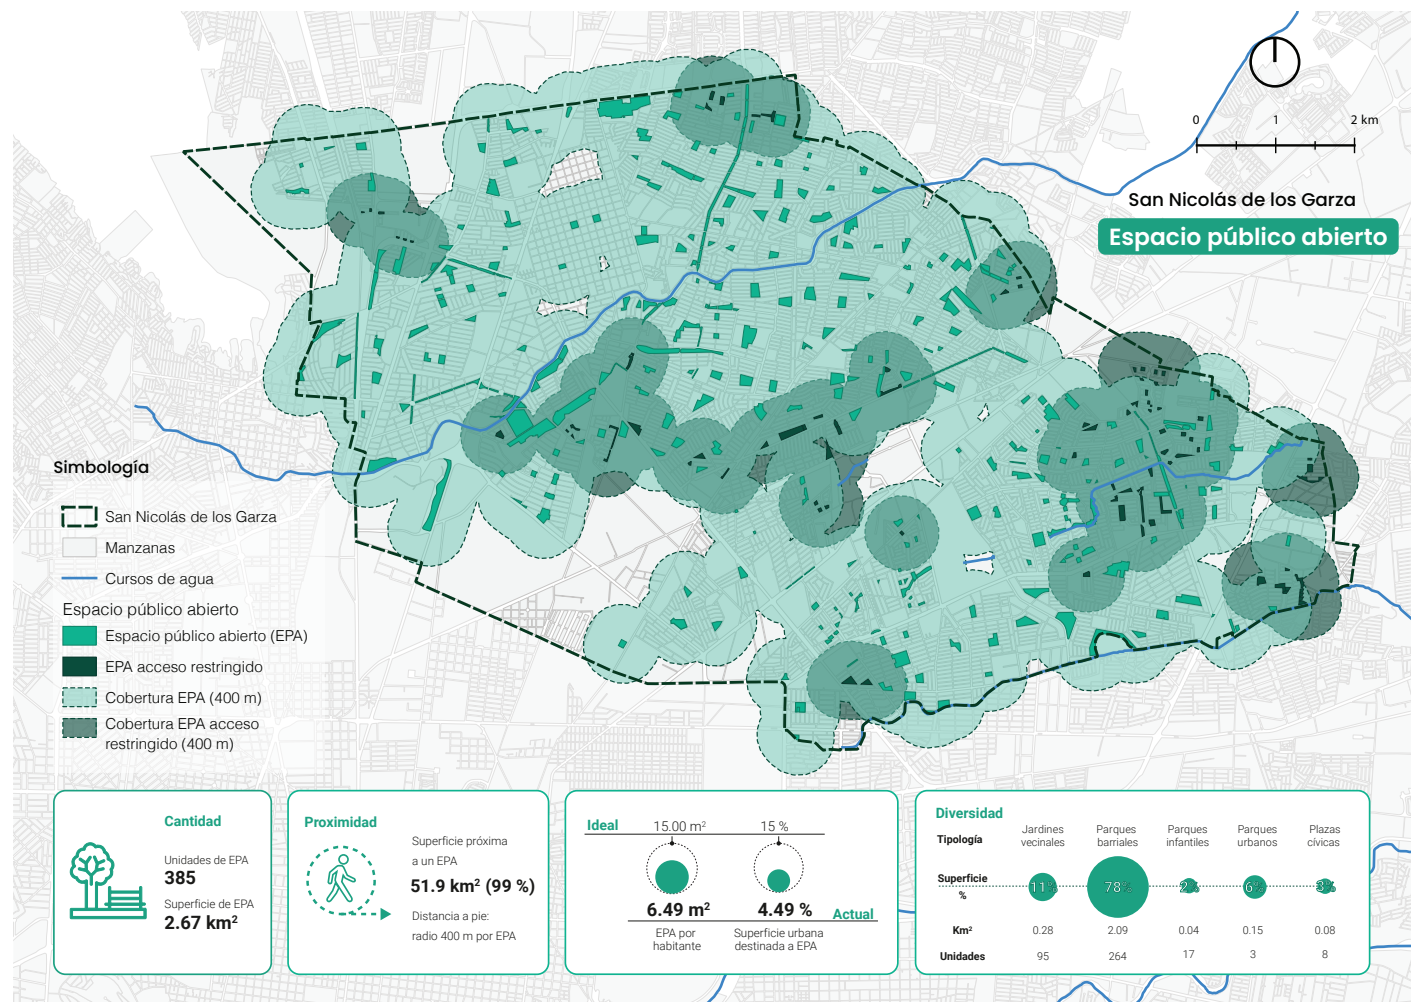 0 1 2 km
San Nicolás de los Garza
Espacio público abierto
Simbología
San Nicolás de los Garza
Manzanas
Cursos de agua
Espacio público abierto
Espacio público abierto (EPA)
EPA acceso restringido
Cobertura EPA (400 m)
Cobertura EPA acceso
restringido (400 m)
Cantidad
Unidades de EPA
385
Superficie de EPA
2.67 km²
Proximidad
Superficie próxima
a un EPA
51.9 km² (99 %)
Distancia a pie:
radio 400 m por EPA
Ideal 15.00 m² 15 %
6.49 m² 4.49 % Actual
EPA por
habitante
Superficie urbana
destinada a EPA
Diversidad
Tipología
Jardines
vecinales
Parques
barriales
Parques
infantiles
Parques
urbanos
Plazas
cívicas
Superficie
%
11% 78% 2% 6% 3%
Km² 0.28 2.09 0.04 0.15 0.08
Unidades 95 264 17 3 8